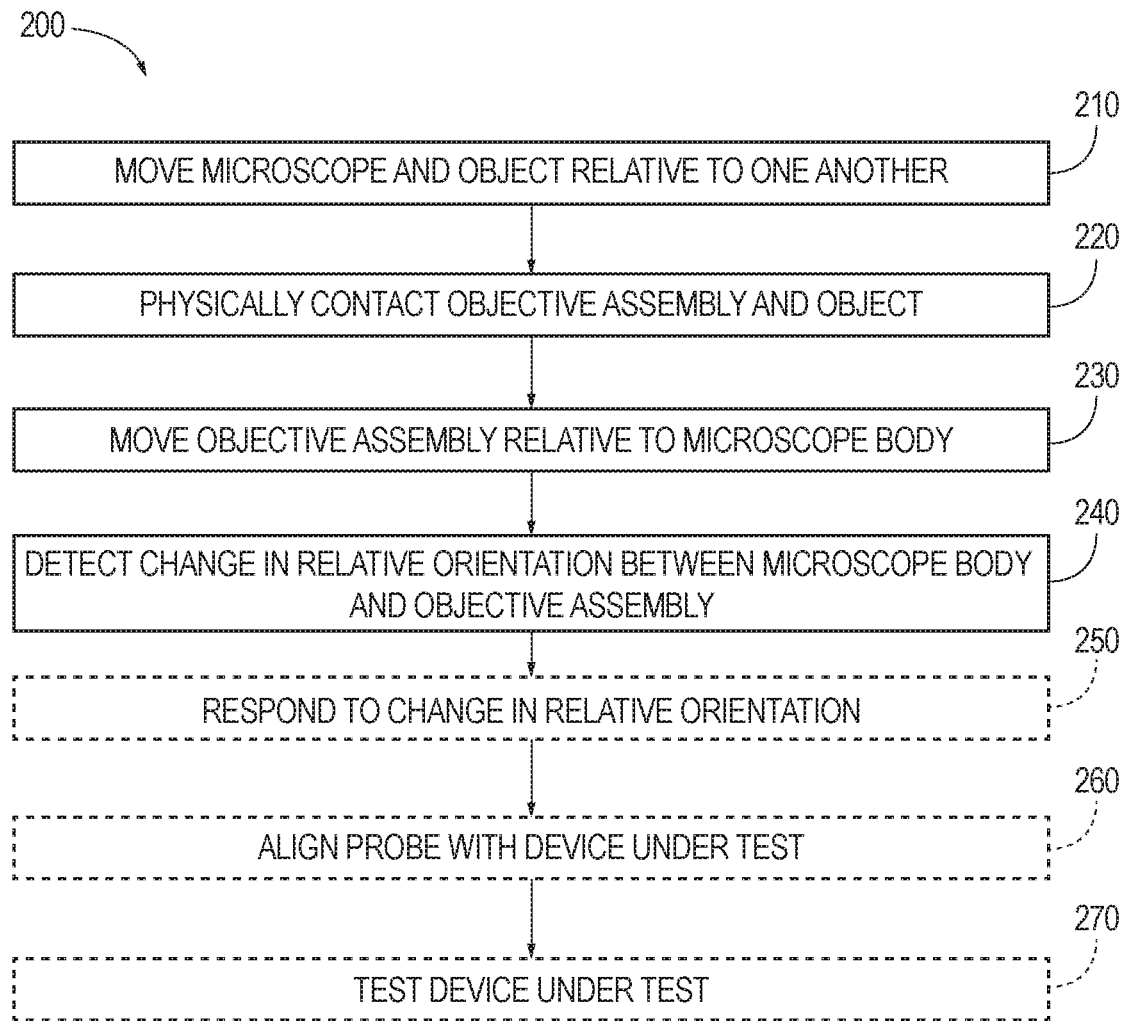 200
210
MOVE MICROSCOPE AND OBJECT RELATIVE TO ONE ANOTHER
220
PHYSICALLY CONTACT OBJECTIVE ASSEMBLY AND OBJECT
230
MOVE OBJECTIVE ASSEMBLY RELATIVE TO MICROSCOPE BODY
240
DETECT CHANGE IN RELATIVE ORIENTATION BETWEEN MICROSCOPE BODY
AND OBJECTIVE ASSEMBLY
250
RESPOND TO CHANGE IN RELATIVE ORIENTATION
260
ALIGN PROBE WITH DEVICE UNDER TEST
270
TEST DEVICE UNDER TEST